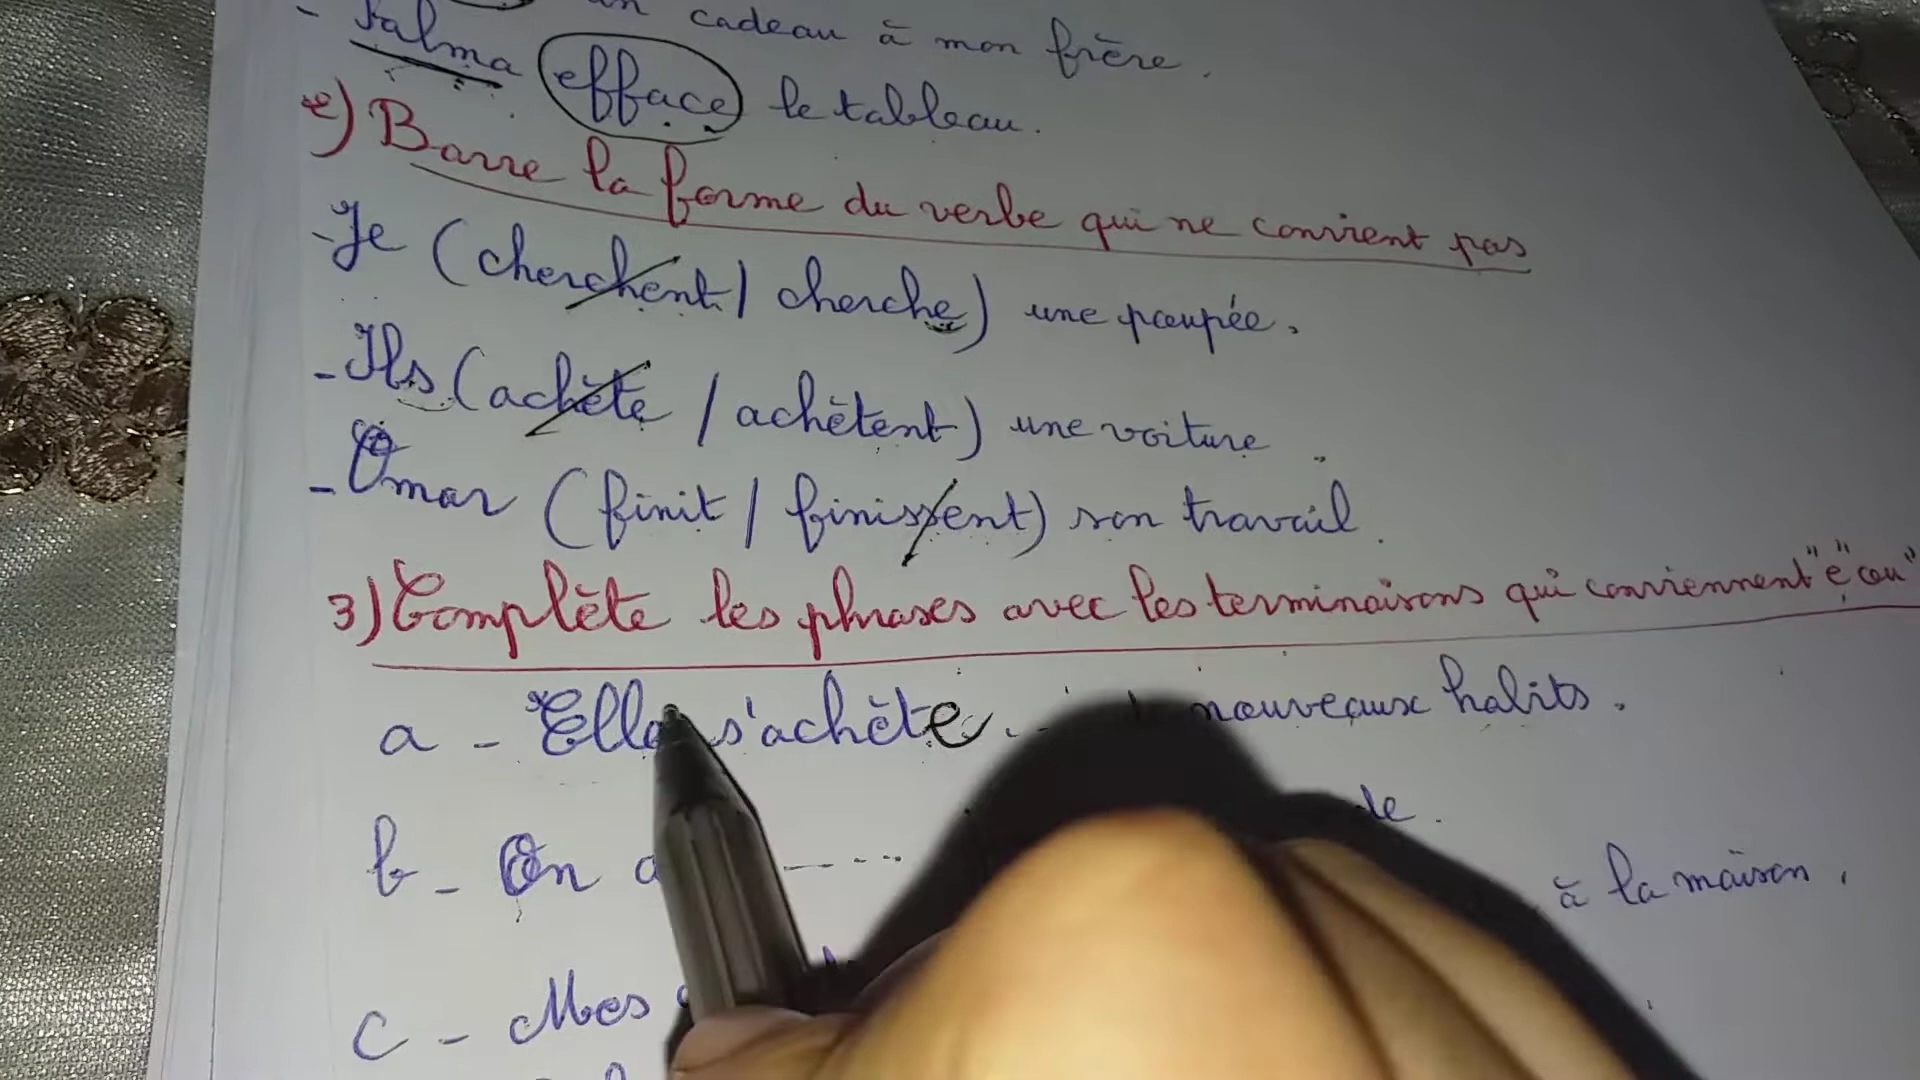 un cadeau à mon frère.
- Salma efface le tableau.
2) Barre la forme du verbe qui ne convient pas
- Je (cherchent / cherche) une poupée.
- Ils (achète / achètent) une voiture
- Omar (finit / finissent) son travail.
3) Complète les phrases avec les terminaisons qui conviennent "e" ou "
a - Elle s'achète. nouveaux habits.
b - On
à la maison.
c - Mes